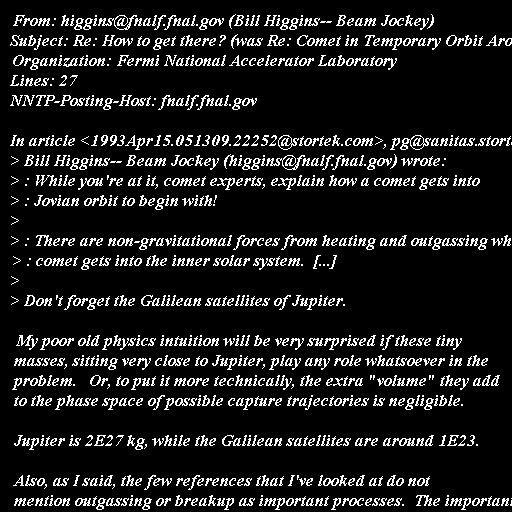 From: higgins@fnalf.fnal.gov (Bill Higgins-- Beam Jockey)
Subject: Re: How to get there? (was Re: Comet in Temporary Orbit Aro
Organization: Fermi National Accelerator Laboratory
Lines: 27
NNTP-Posting-Host: fnalf.fnal.gov

In article <1993Apr15.051309.22252@stortek.com>, pg@sanitas.stort
> Bill Higgins-- Beam Jockey (higgins@fnalf.fnal.gov) wrote:
> : While you're at it, comet experts, explain how a comet gets into
> : Jovian orbit to begin with!
>
> : There are non-gravitational forces from heating and outgassing wh
> : comet gets into the inner solar system.  [...]
>
> Don't forget the Galilean satellites of Jupiter.

My poor old physics intuition will be very surprised if these tiny
masses, sitting very close to Jupiter, play any role whatsoever in the
problem.   Or, to put it more technically, the extra "volume" they add
to the phase space of possible capture trajectories is negligible.

Jupiter is 2E27 kg, while the Galilean satellites are around 1E23.

Also, as I said, the few references that I've looked at do not
mention outgassing or breakup as important processes.  The important